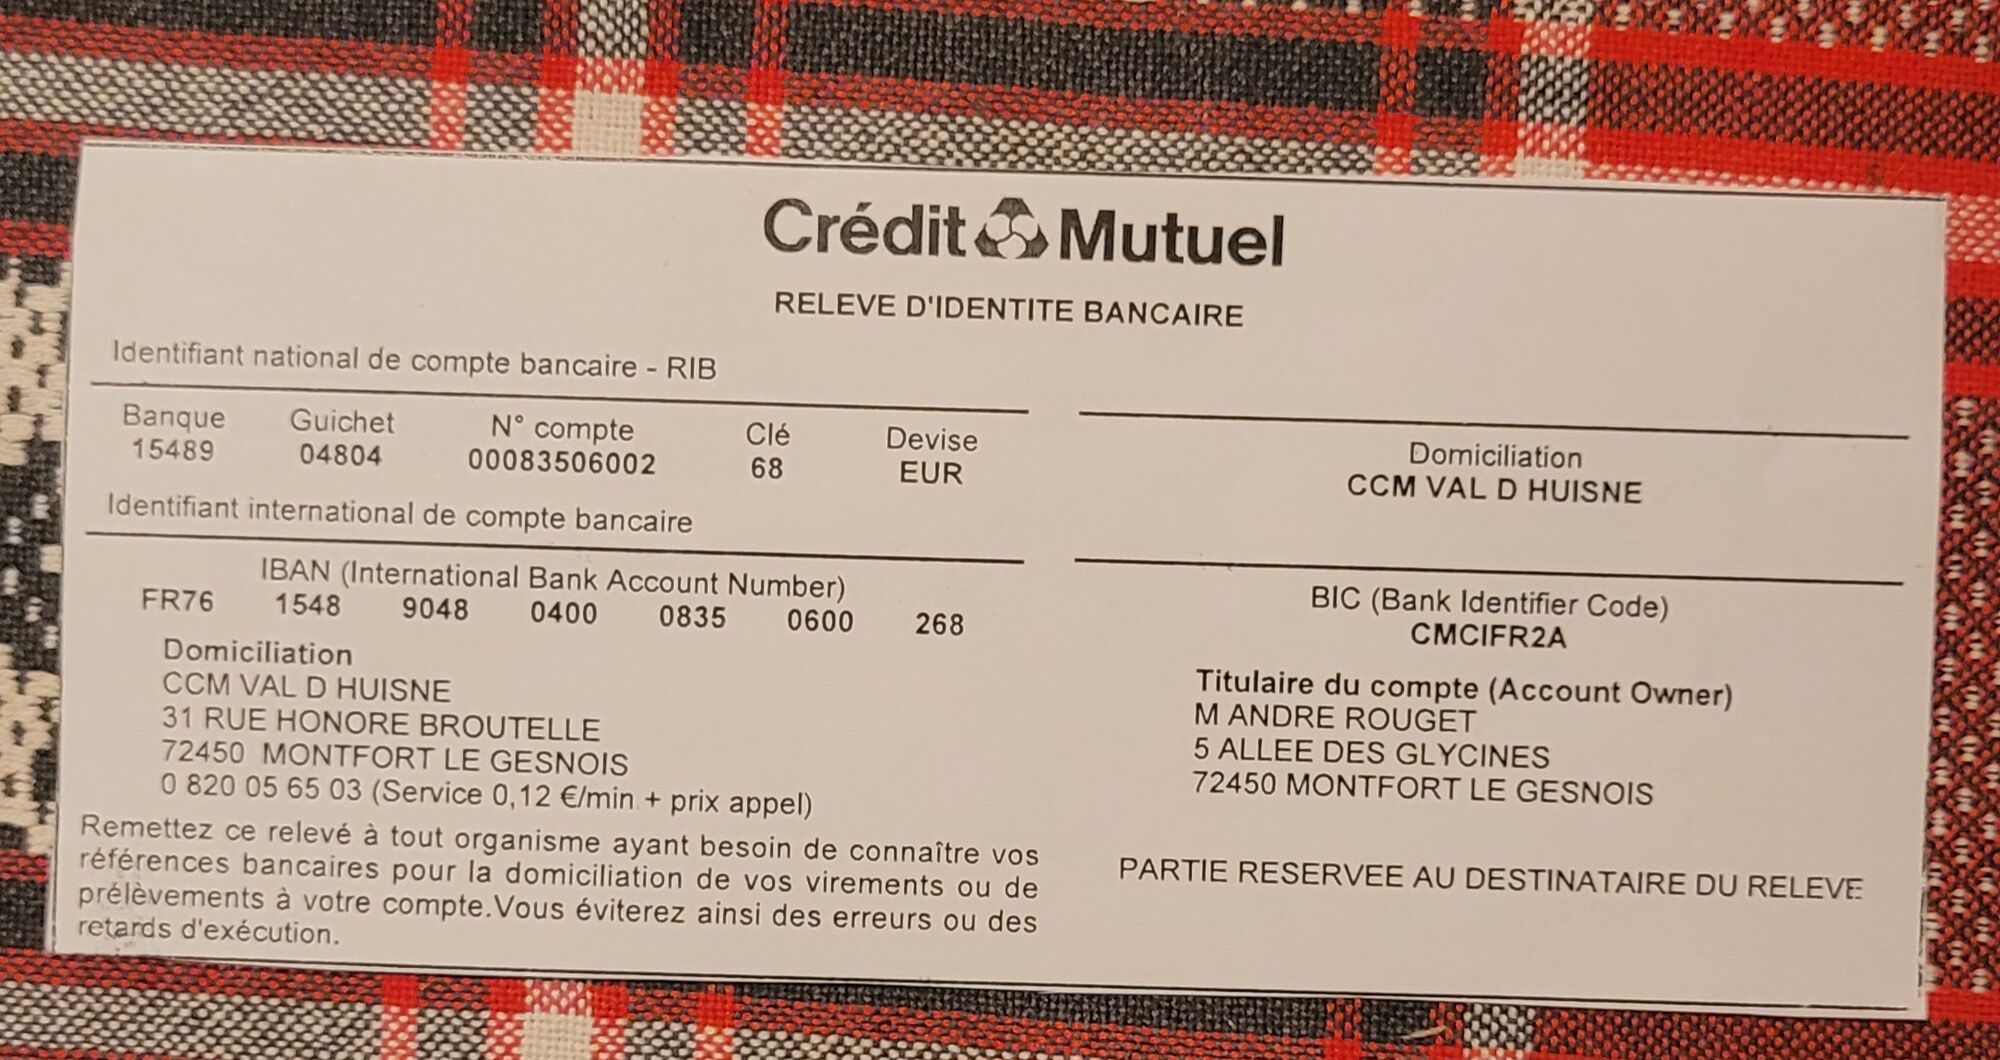 Crédit Mutuel
RELEVE D'IDENTITE BANCAIRE
Identifiant national de compte bancaire - RIB
Banque Guichet N° compte Clé Devise
15489 04804 00083506002 68 EUR
Domiciliation
CCM VAL D HUISNE
Identifiant international de compte bancaire
IBAN (International Bank Account Number)
FR76 1548 9048 0400 0835 0600 268
BIC (Bank Identifier Code)
CMCIFR2A
Domiciliation
CCM VAL D HUISNE
31 RUE HONORE BROUTELLE
72450 MONTFORT LE GESNOIS
0 820 05 65 03 (Service 0,12 €/min + prix appel)
Titulaire du compte (Account Owner)
M ANDRE ROUGET
5 ALLEE DES GLYCINES
72450 MONTFORT LE GESNOIS
Remettez ce relevé à tout organisme ayant besoin de connaître vos
références bancaires pour la domiciliation de vos virements ou de
prélèvements à votre compte.Vous éviterez ainsi des erreurs ou des
retards d'exécution.
PARTIE RESERVEE AU DESTINATAIRE DU RELEVE